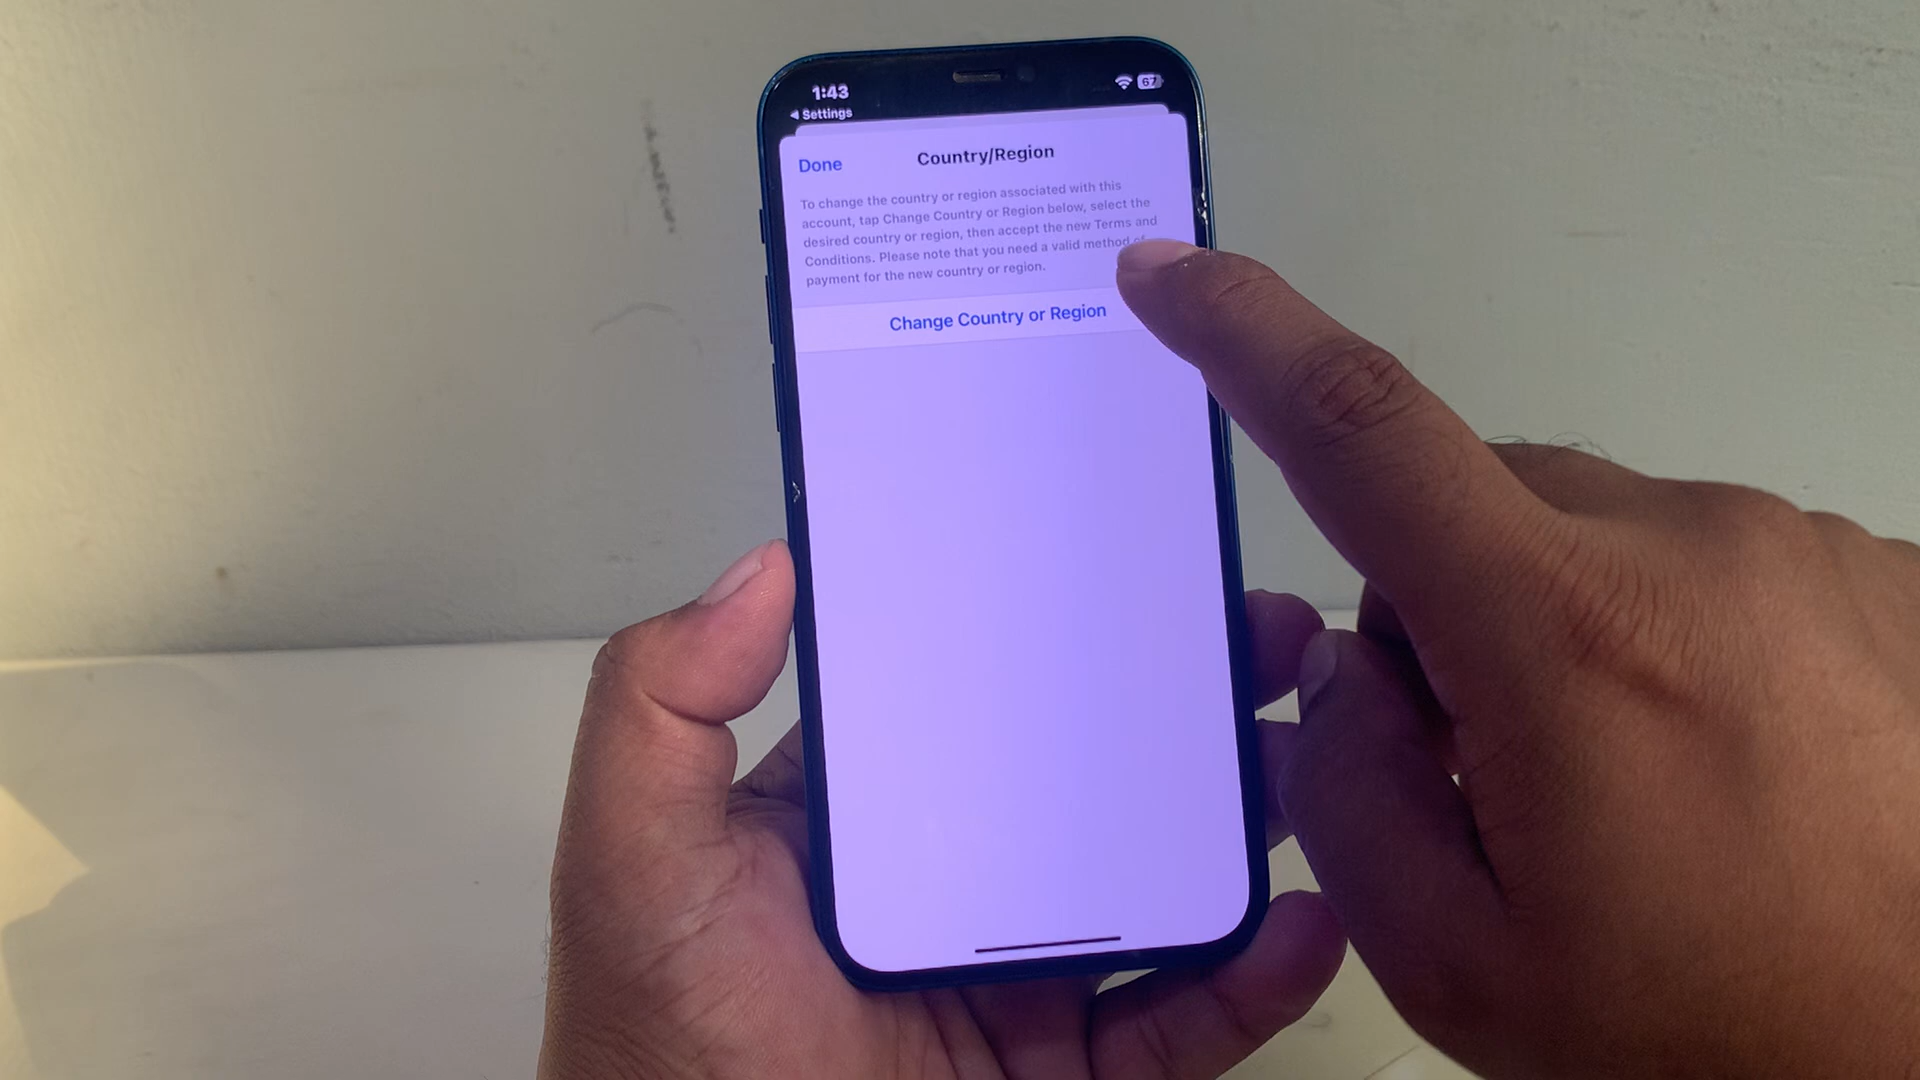 1:43
67
Settings
Done
Country/Region
To change the country or region associated with this
account, tap Change Country or Region below, select the
desired country or region, then accept the new Terms and
Conditions. Please note that you need a valid method of
payment for the new country or region.
Change Country or Region